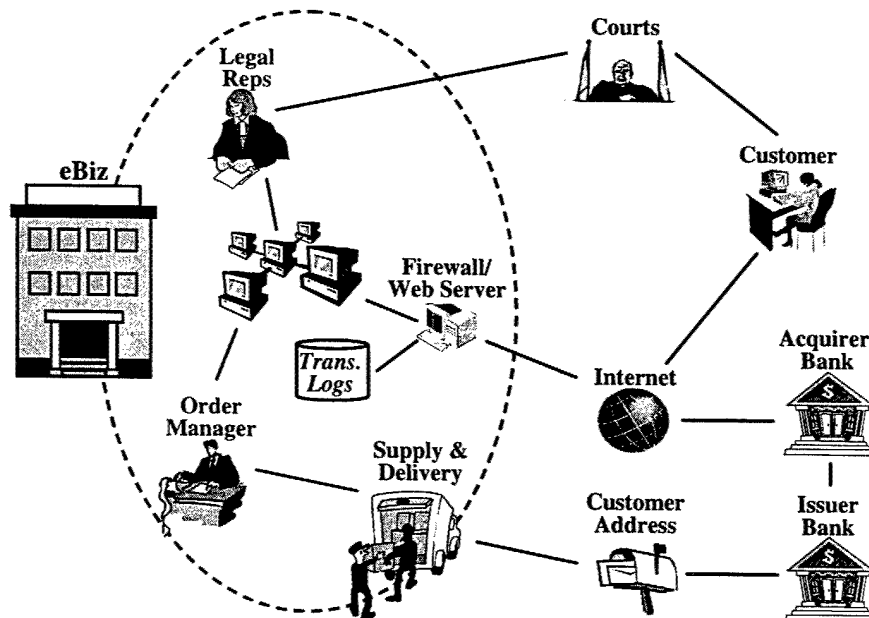 Courts
Legal
Reps
Customer
eBiz
Firewall/
Web Server
Acquirer
Bank
Trans.
Logs
Internet
Order
Manager
Supply &
Delivery
Customer
Address
Issuer
Bank
$
$